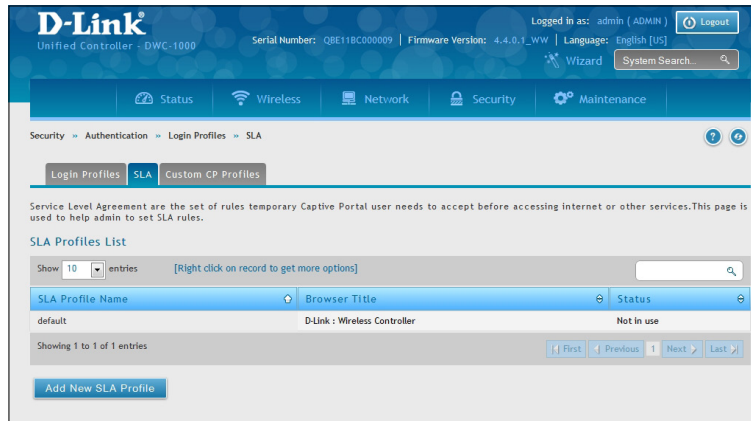 D-Link
Unified Controller - DWC-1000
Logged in as: admin ( ADMIN ) Logout
Serial Number: QBE11BC000009 | Firmware Version: 4.4.0.1_WW | Language: English [US]
Wizard System Search...
Status Wireless Network Security Maintenance
Security » Authentication » Login Profiles » SLA
Login Profiles SLA Custom CP Profiles
Service Level Agreement are the set of rules temporary Captive Portal user needs to accept before accessing internet or other services.This page is
used to help admin to set SLA rules.
SLA Profiles List
Show 10 entries [Right click on record to get more options]
SLA Profile Name Browser Title Status
default D-Link : Wireless Controller Not in use
Showing 1 to 1 of 1 entries First Previous 1 Next Last
Add New SLA Profile